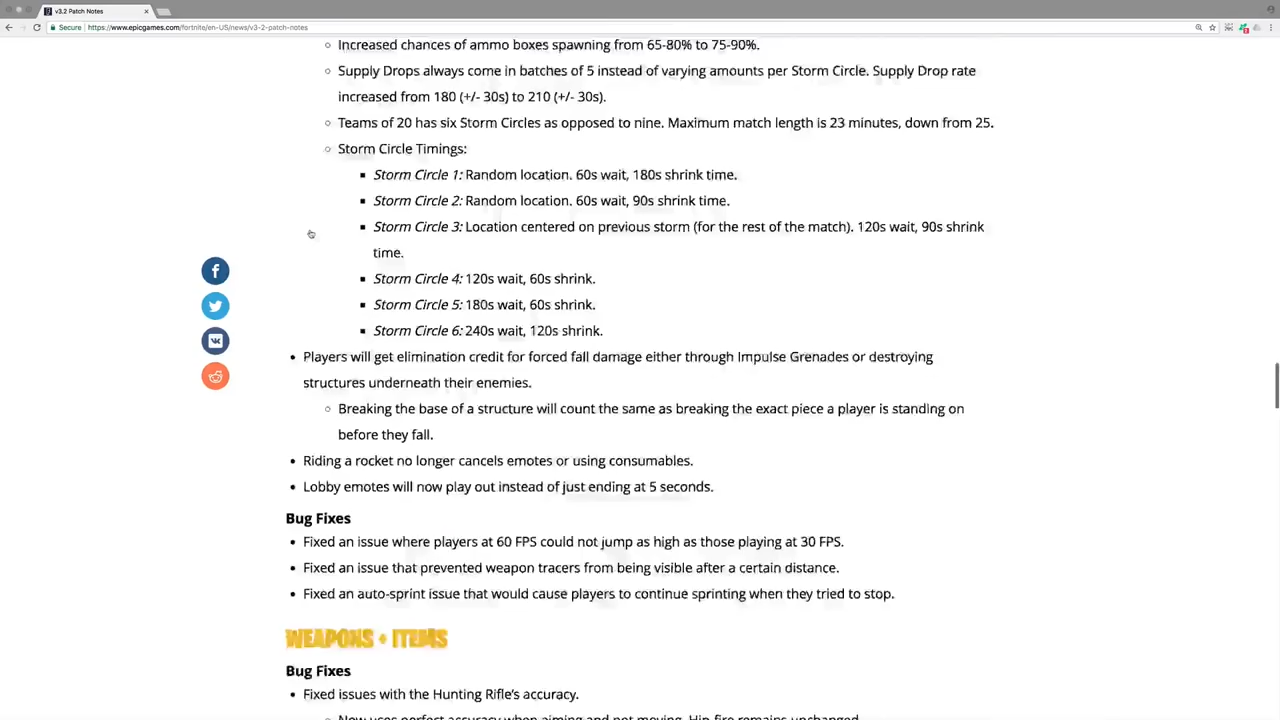 v3.2 Patch Notes
Secure https://www.epicgames.com/fortnite/en-US/news/v3-2-patch-notes
Increased chances of ammo boxes spawning from 65-80% to 75-90%.
Supply Drops always come in batches of 5 instead of varying amounts per Storm Circle. Supply Drop rate
increased from 180 (+/- 30s) to 210 (+/- 30s).
Teams of 20 has six Storm Circles as opposed to nine. Maximum match length is 23 minutes, down from 25.
Storm Circle Timings:
Storm Circle 1: Random location. 60s wait, 180s shrink time.
Storm Circle 2: Random location. 60s wait, 90s shrink time.
Storm Circle 3: Location centered on previous storm (for the rest of the match). 120s wait, 90s shrink
time.
Storm Circle 4: 120s wait, 60s shrink.
Storm Circle 5: 180s wait, 60s shrink.
Storm Circle 6: 240s wait, 120s shrink.
Players will get elimination credit for forced fall damage either through Impulse Grenades or destroying
structures underneath their enemies.
Breaking the base of a structure will count the same as breaking the exact piece a player is standing on
before they fall.
Riding a rocket no longer cancels emotes or using consumables.
Lobby emotes will now play out instead of just ending at 5 seconds.
Bug Fixes
Fixed an issue where players at 60 FPS could not jump as high as those playing at 30 FPS.
Fixed an issue that prevented weapon tracers from being visible after a certain distance.
Fixed an auto-sprint issue that would cause players to continue sprinting when they tried to stop.
WEAPONS + ITEMS
Bug Fixes
Fixed issues with the Hunting Rifle's accuracy.
Now uses perfect accuracy when aiming and not moving. Hip-fire remains unchanged.